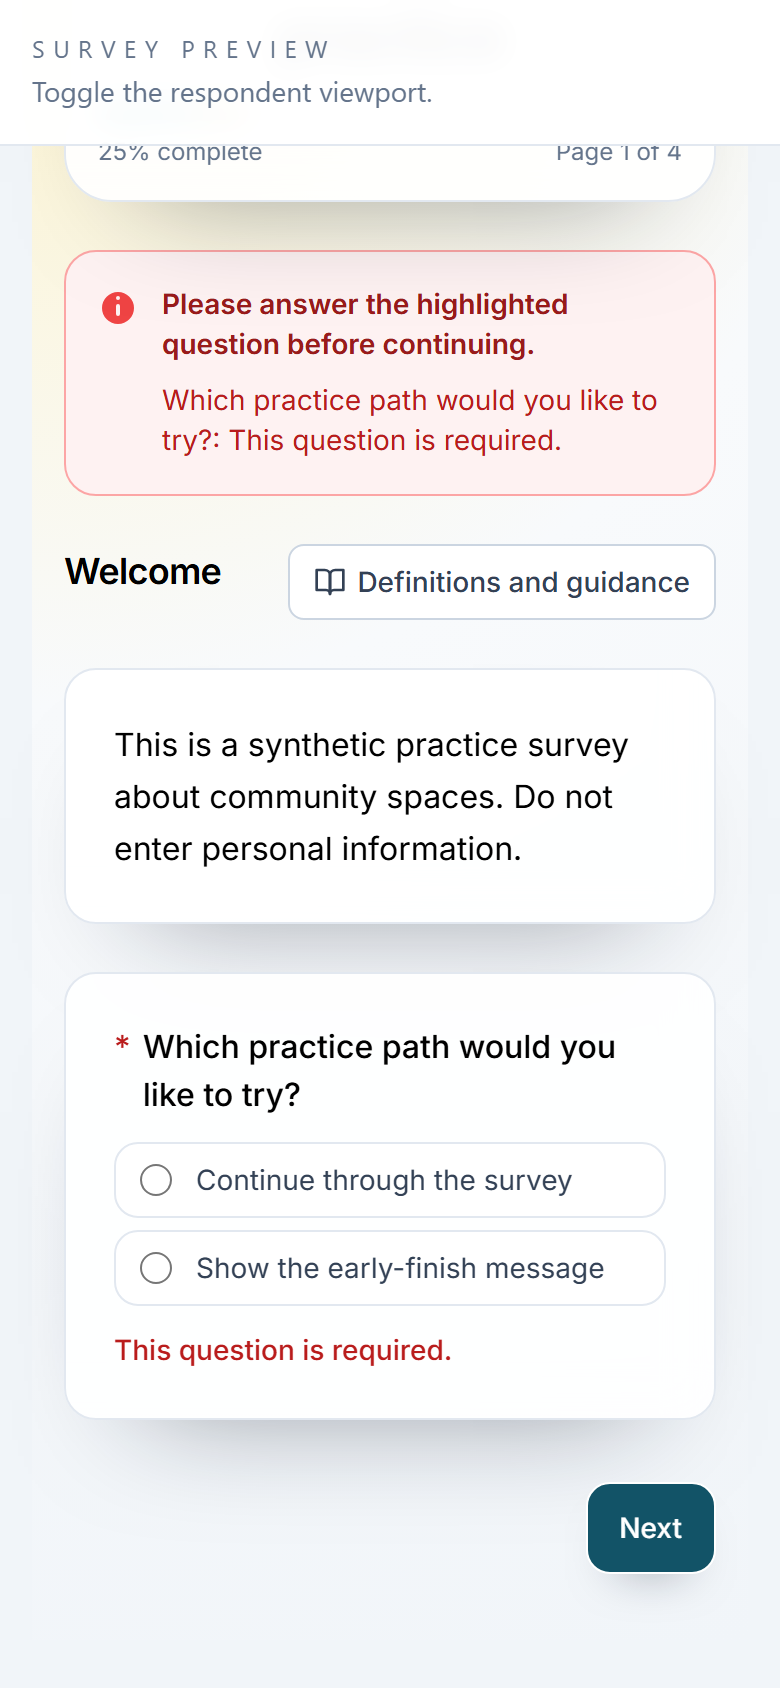 SURVEY PREVIEW
Toggle the respondent viewport.
25% complete
Page 1 of 4
Please answer the highlighted
question before continuing.
Which practice path would you like to
try?: This question is required.
Welcome
Definitions and guidance
This is a synthetic practice survey
about community spaces. Do not
enter personal information.
* Which practice path would you
like to try?
Continue through the survey
Show the early-finish message
This question is required.
Next